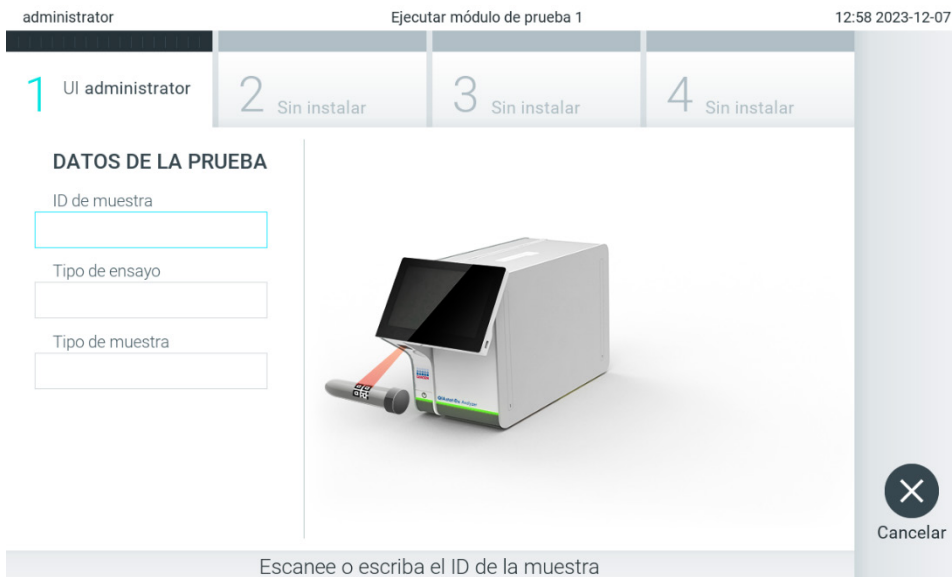 administrator
Ejecutar módulo de prueba 1
12:58 2023-12-07
1 UI administrator
2 Sin instalar
3 Sin instalar
4 Sin instalar
DATOS DE LA PRUEBA
ID de muestra
Tipo de ensayo
Tipo de muestra
Cancelar
Escanee o escriba el ID de la muestra